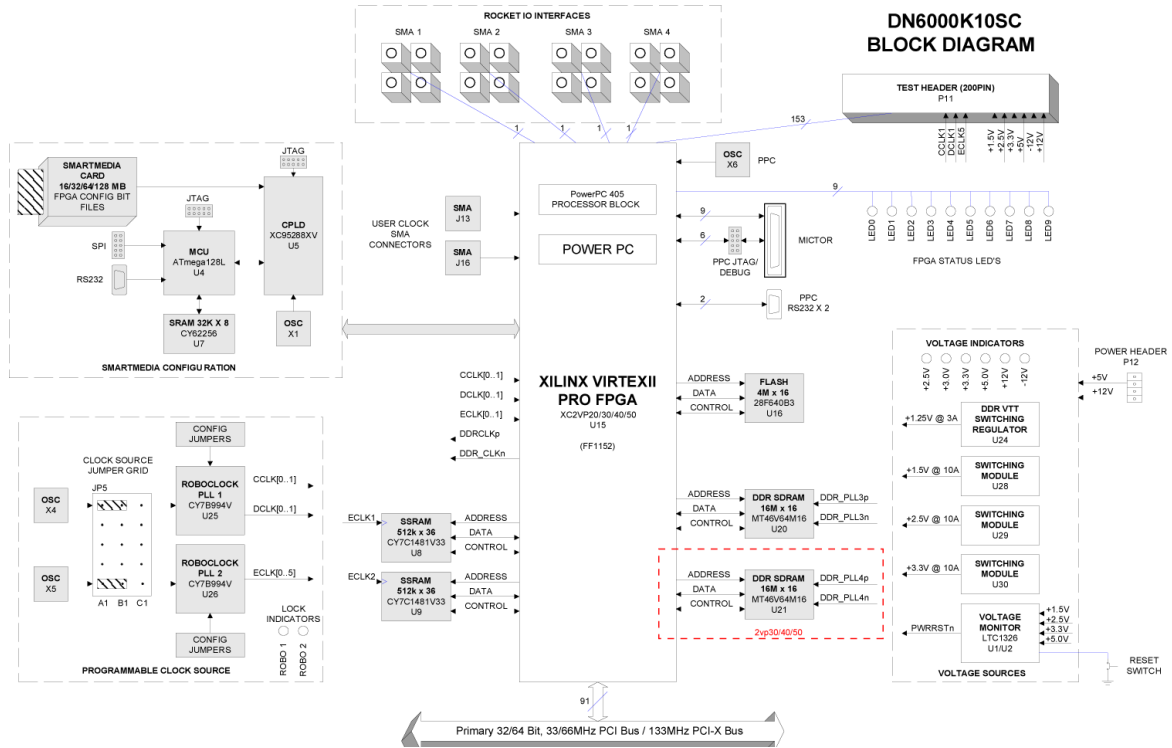 ROCKET IO INTERFACES
SMA 1
SMA 2
SMA 3
SMA 4
1
1
1
1
DN6000K10SC
BLOCK DIAGRAM
TEST HEADER (200PIN)
P11
153
CCLK1
DCLK1
ECLK5
+1.5V
+2.5V
+3.3V
+5V
-12V
+12V
SMARTMEDIA
CARD
16/32/64/128 MB
FPGA CONFIG BIT
FILES
JTAG
JTAG
SPI
RS232
MCU
ATmega128L
U4
CPLD
XC95288XV
U5
SRAM 32K X 8
CY62256
U7
OSC
X1
SMARTMEDIA CONFIGURATION
USER CLOCK
SMA
CONNECTORS
SMA
J13
SMA
J16
PowerPC 405
PROCESSOR BLOCK
POWER PC
OSC
X6
PPC
9
6
PPC JTAG/
DEBUG
MICTOR
2
PPC
RS232 X 2
9
LED0
LED1
LED2
LED3
LED4
LED5
LED6
LED7
LED8
LED9
FPGA STATUS LED'S
XILINX VIRTEXII
PRO FPGA
XC2VP20/30/40/50
U15
(FF1152)
CCLK[0..1]
DCLK[0..1]
ECLK[0..1]
DDRCLKp
DDR_CLKn
ADDRESS
DATA
CONTROL
FLASH
4M x 16
28F640B3
U16
ADDRESS
DATA
CONTROL
DDR SDRAM
16M x 16
MT46V64M16
U20
DDR_PLL3p
DDR_PLL3n
ADDRESS
DATA
CONTROL
DDR SDRAM
16M x 16
MT46V64M16
U21
DDR_PLL4p
DDR_PLL4n
2vp30/40/50
CONFIG
JUMPERS
CLOCK SOURCE
JUMPER GRID
JP5
OSC
X4
OSC
X5
A1
B1
C1
ROBOCLOCK
PLL 1
CY7B994V
U25
ROBOCLOCK
PLL 2
CY7B994V
U26
CONFIG
JUMPERS
CCLK[0..1]
DCLK[0..1]
ECLK[0..5]
LOCK
INDICATORS
ROBO 1
ROBO 2
PROGRAMMABLE CLOCK SOURCE
ECLK1
SSRAM
512k x 36
CY7C1481V33
U8
ADDRESS
DATA
CONTROL
ECLK2
SSRAM
512k x 36
CY7C1481V33
U9
ADDRESS
DATA
CONTROL
VOLTAGE INDICATORS
+2.5V
+3.0V
+3.3V
+5.0V
+12V
-12V
POWER HEADER
P12
+5V
+12V
+1.25V @ 3A
DDR VTT
SWITCHING
REGULATOR
U24
+1.5V @ 10A
SWITCHING
MODULE
U28
+2.5V @ 10A
SWITCHING
MODULE
U29
+3.3V @ 10A
SWITCHING
MODULE
U30
PWRRSTn
VOLTAGE
MONITOR
LTC1326
U1/U2
+1.5V
+2.5V
+3.3V
+5.0V
RESET
SWITCH
VOLTAGE SOURCES
91
Primary 32/64 Bit, 33/66MHz PCI Bus / 133MHz PCI-X Bus